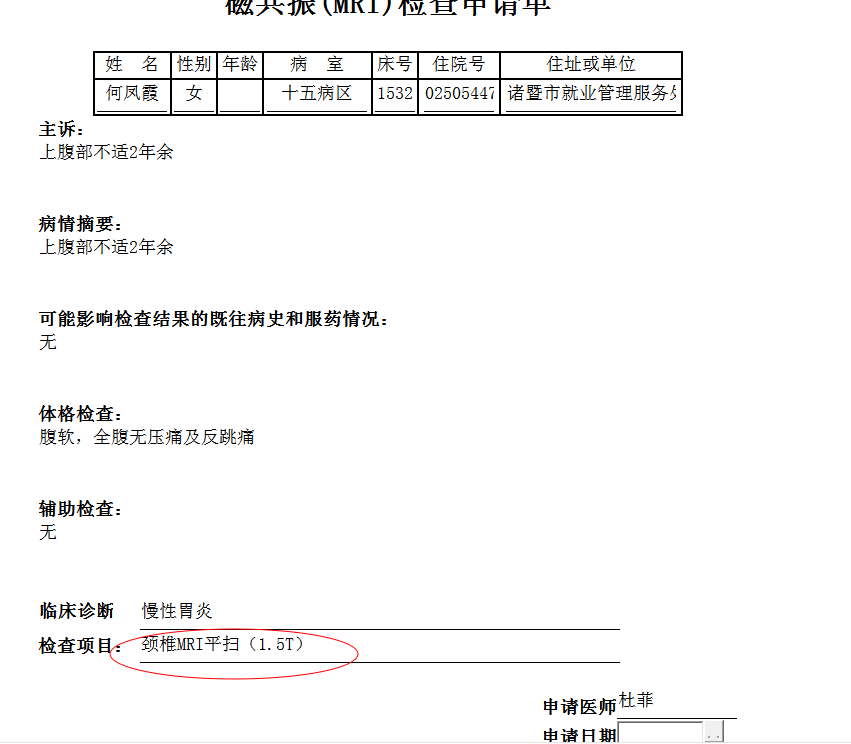 磁共振(MRI)检查申请单
姓 名 性别 年龄 病 室 床号 住院号 住址或单位
何凤霞 女 十五病区 1532 02505447 诸暨市就业管理服务
主诉:
上腹部不适2年余
病情摘要:
上腹部不适2年余
可能影响检查结果的既往病史和服药情况:
无
体格检查:
腹软，全腹无压痛及反跳痛
辅助检查:
无
临床诊断 慢性胃炎
检查项目: 颈椎MRI平扫（1.5T）
申请医师 杜菲
申请日期 ..